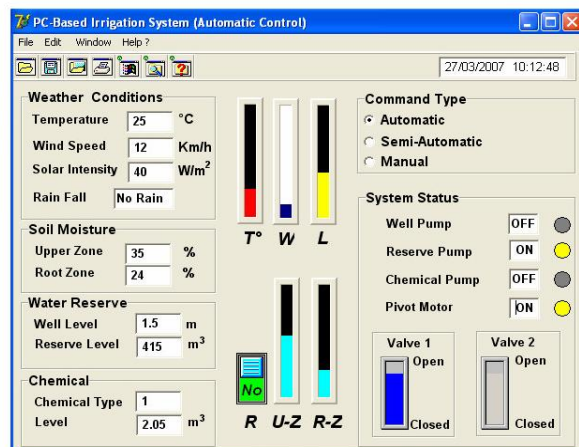 PC-Based Irrigation System (Automatic Control)
File Edit Window Help ?
27/03/2007 10:12:48
Weather Conditions
Temperature 25 °C
Wind Speed 12 Km/h
Solar Intensity 40 W/m²
Rain Fall No Rain
Soil Moisture
Upper Zone 35 %
Root Zone 24 %
Water Reserve
Well Level 1.5 m
Reserve Level 415 m³
Chemical
Chemical Type 1
Level 2.05 m³
T° W L
No
R U-Z R-Z
Command Type
Automatic
Semi-Automatic
Manual
System Status
Well Pump OFF
Reserve Pump ON
Chemical Pump OFF
Pivot Motor ON
Valve 1
Open
Closed
Valve 2
Open
Closed